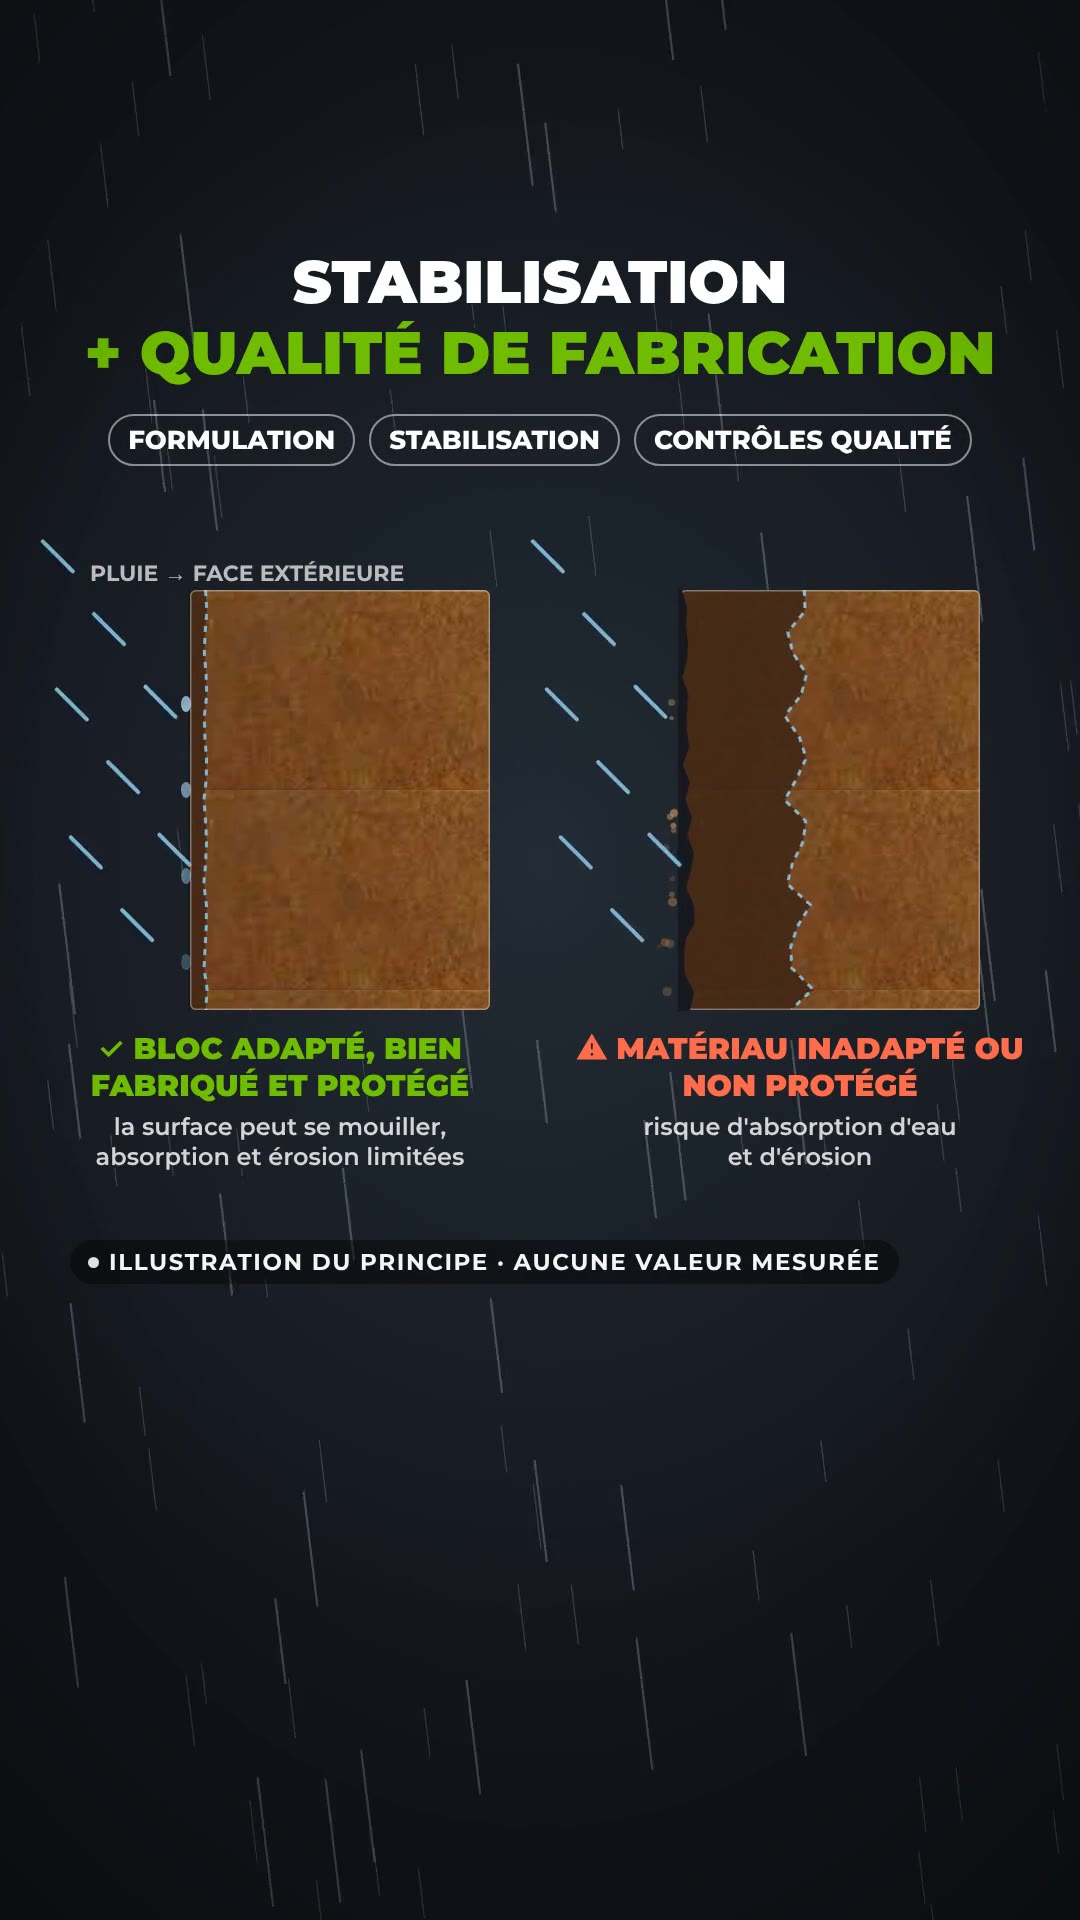 STABILISATION
+ QUALITÉ DE FABRICATION
FORMULATION
STABILISATION
CONTRÔLES QUALITÉ
PLUIE → FACE EXTÉRIEURE
✓ BLOC ADAPTÉ, BIEN
FABRIQUÉ ET PROTÉGÉ
la surface peut se mouiller,
absorption et érosion limitées
⚠ MATÉRIAU INADAPTÉ OU
NON PROTÉGÉ
risque d'absorption d'eau
et d'érosion
ILLUSTRATION DU PRINCIPE · AUCUNE VALEUR MESURÉE